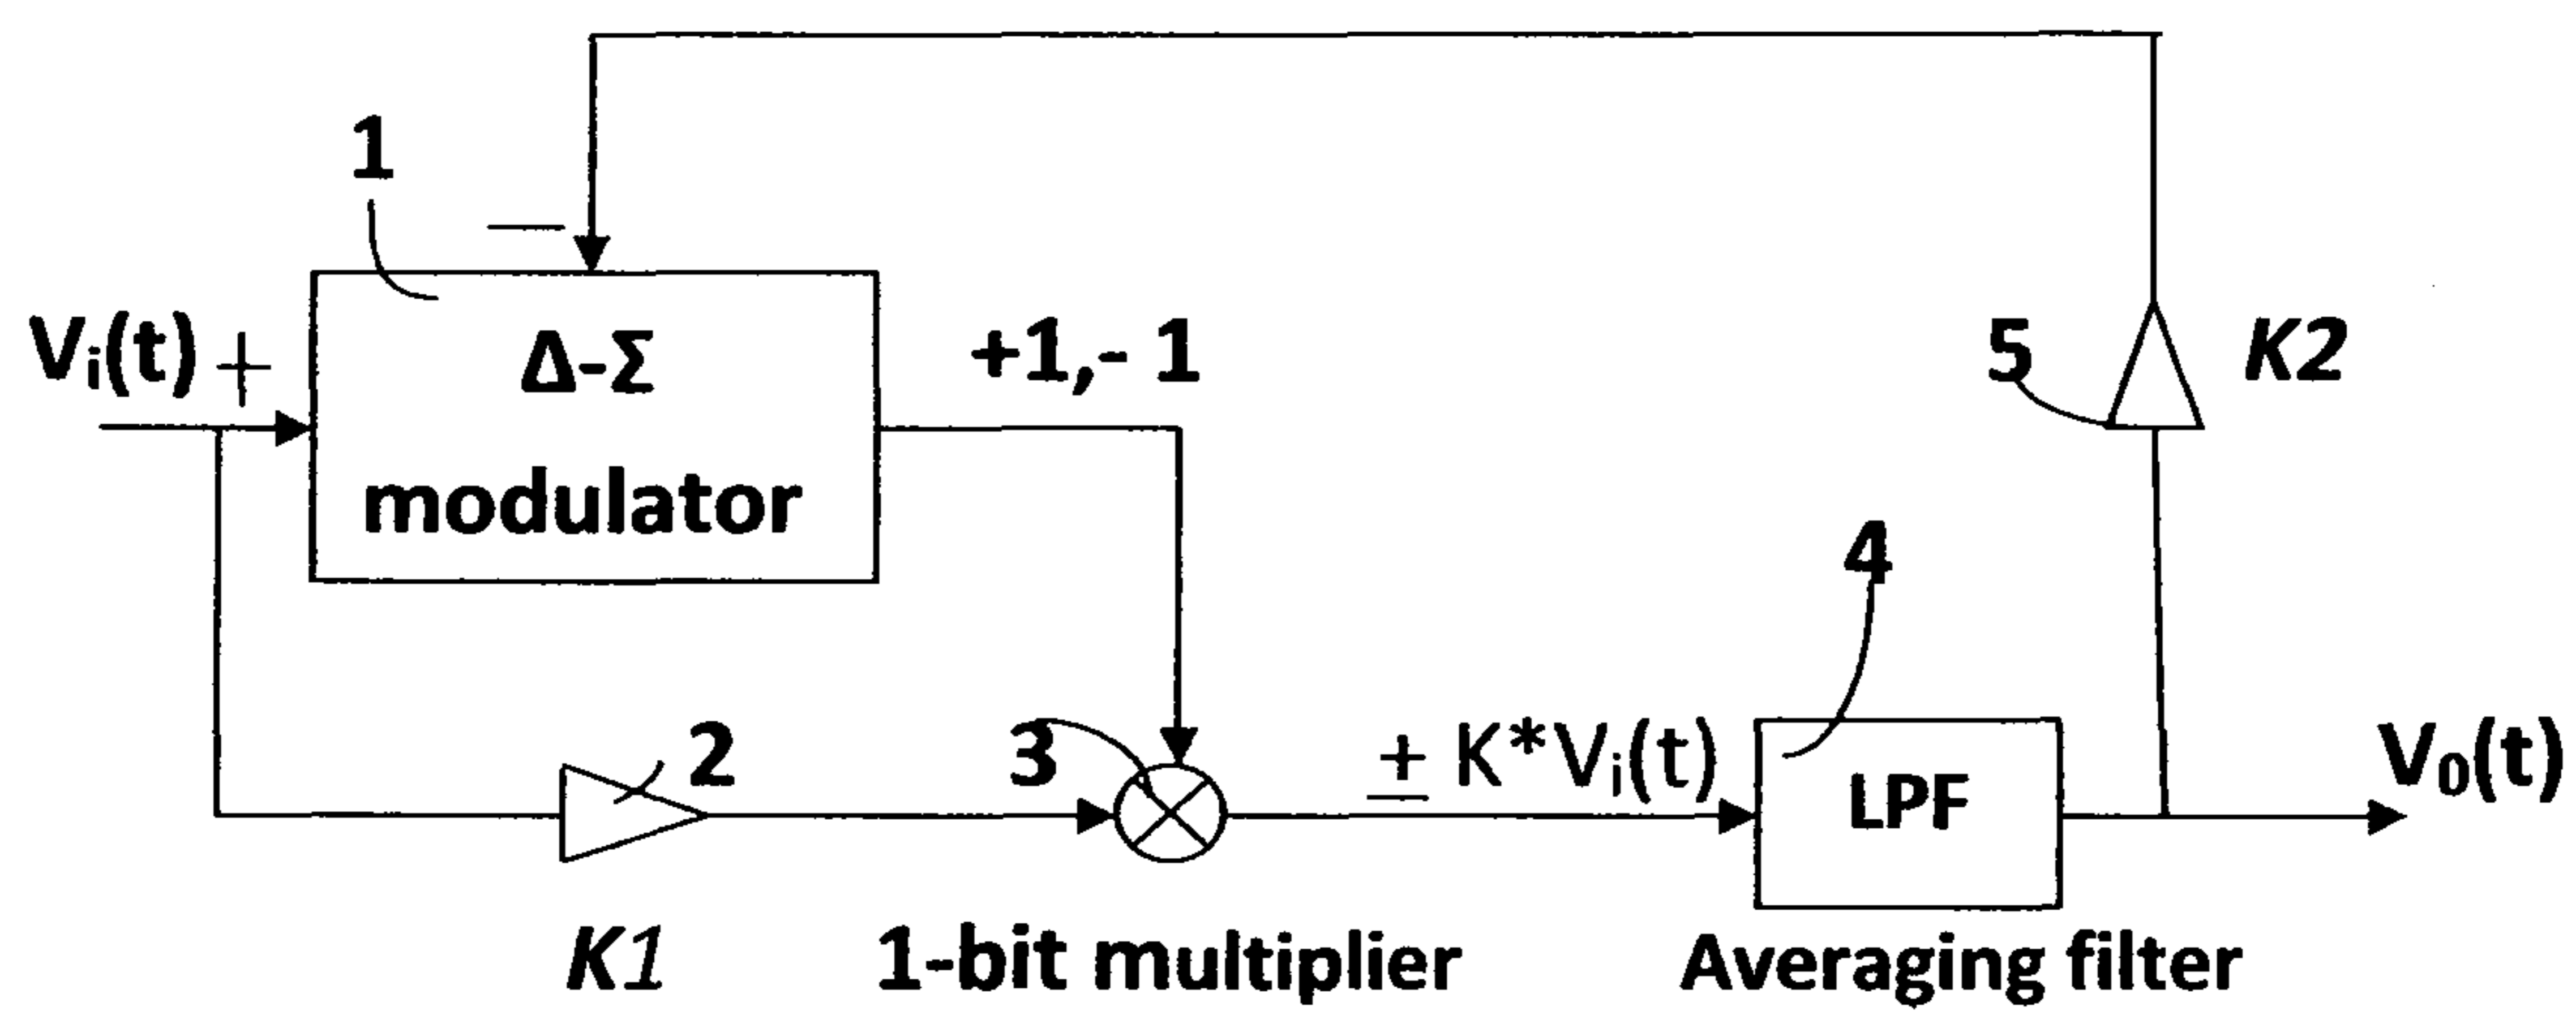 1
—
Vi(t) +
Δ-Σ
modulator
+1,- 1
5
K2
2
3
± K*Vi(t)
4
LPF
V0(t)
K1
1-bit multiplier
Averaging filter